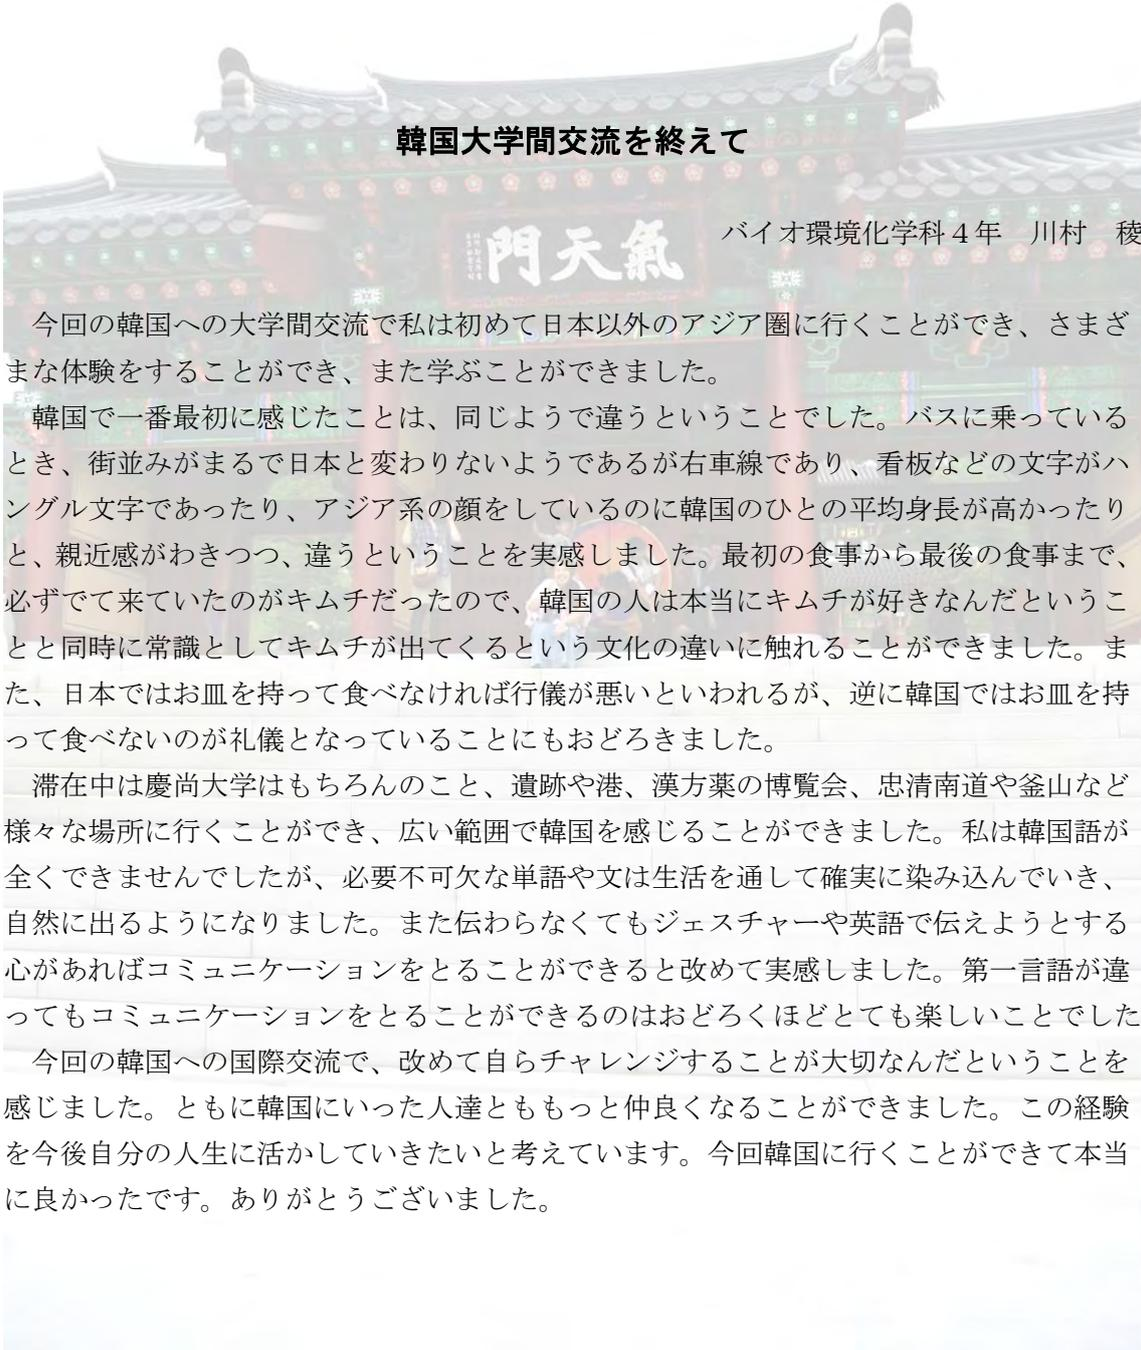 韓国大学間交流を終えて
門天氣
バイオ環境化学科４年　川村　稜
　今回の韓国への大学間交流で私は初めて日本以外のアジア圏に行くことができ、さまざ
まな体験をすることができ、また学ぶことができました。
　韓国で一番最初に感じたことは、同じようで違うということでした。バスに乗っている
とき、街並みがまるで日本と変わりないようであるが右車線であり、看板などの文字がハ
ングル文字であったり、アジア系の顔をしているのに韓国のひとの平均身長が高かったり
と、親近感がわきつつ、違うということを実感しました。最初の食事から最後の食事まで、
必ずでて来ていたのがキムチだったので、韓国の人は本当にキムチが好きなんだというこ
とと同時に常識としてキムチが出てくるという文化の違いに触れることができました。ま
た、日本ではお皿を持って食べなければ行儀が悪いといわれるが、逆に韓国ではお皿を持
って食べないのが礼儀となっていることにもおどろきました。
　滞在中は慶尚大学はもちろんのこと、遺跡や港、漢方薬の博覧会、忠清南道や釜山など
様々な場所に行くことができ、広い範囲で韓国を感じることができました。私は韓国語が
全くできませんでしたが、必要不可欠な単語や文は生活を通して確実に染み込んでいき、
自然に出るようになりました。また伝わらなくてもジェスチャーや英語で伝えようとする
心があればコミュニケーションをとることができると改めて実感しました。第一言語が違
ってもコミュニケーションをとることができるのはおどろくほどとても楽しいことでした
　今回の韓国への国際交流で、改めて自らチャレンジすることが大切なんだということを
感じました。ともに韓国にいった人達とももっと仲良くなることができました。この経験
を今後自分の人生に活かしていきたいと考えています。今回韓国に行くことができて本当
に良かったです。ありがとうございました。